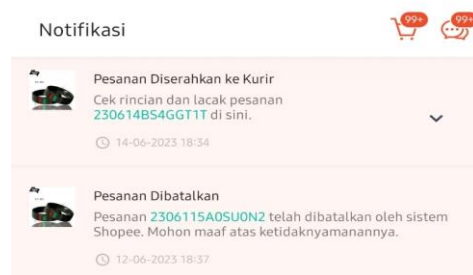 Notifikasi
99+
99+
Pesanan Diserahkan ke Kurir
Cek rincian dan lacak pesanan
230614BS4GGT1T di sini.
14-06-2023 18:34
Pesanan Dibatalkan
Pesanan 2306115A0SU0N2 telah dibatalkan oleh sistem
Shopee. Mohon maaf atas ketidaknyamanannya.
12-06-2023 18:37